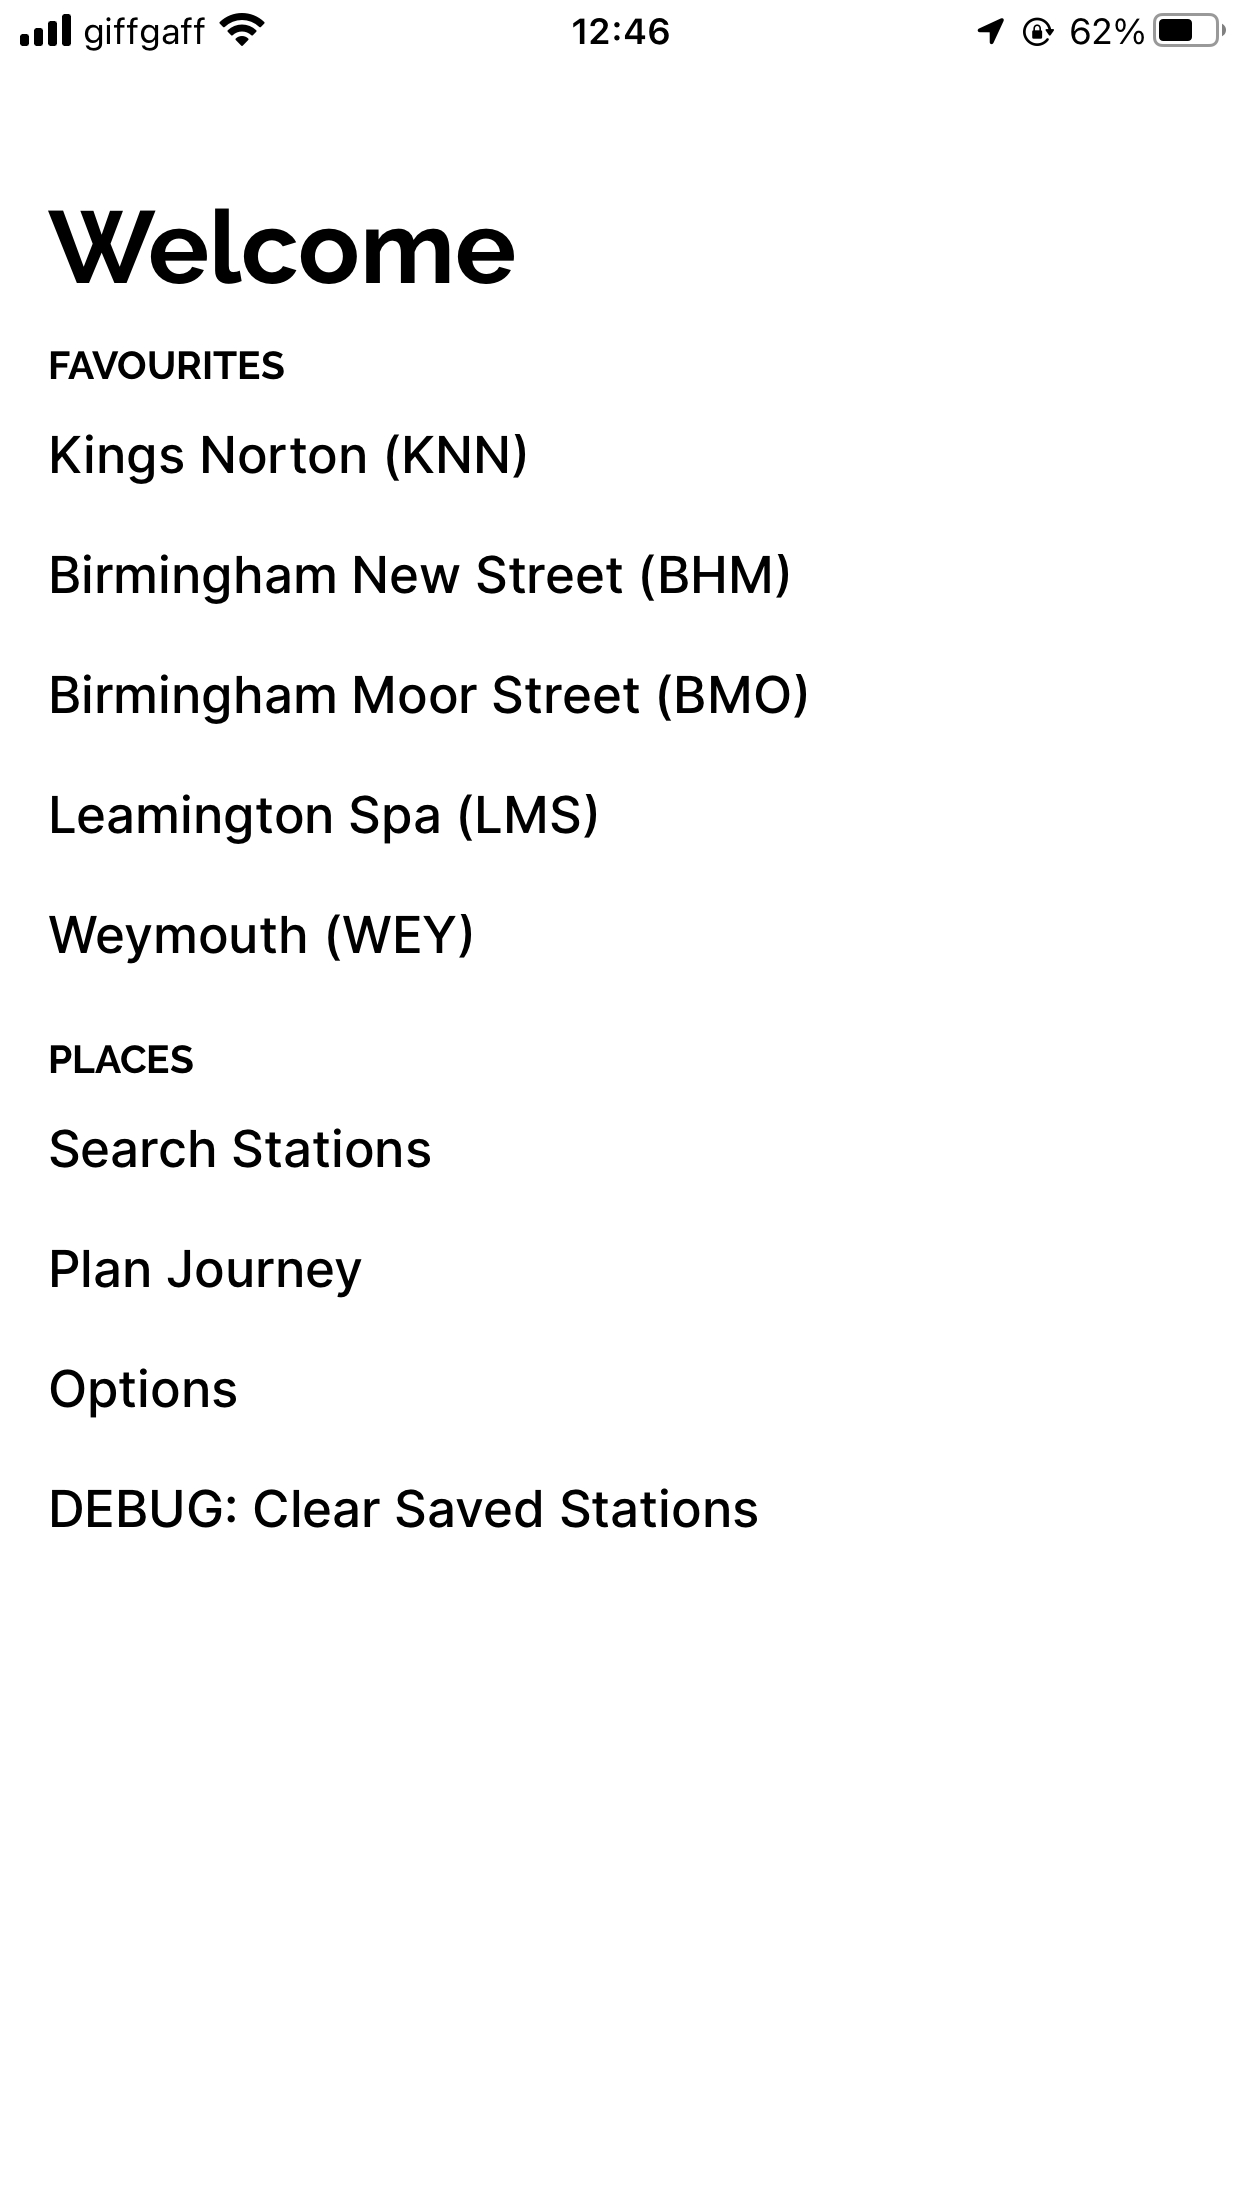 giffgaff 12:46 62%
Welcome
FAVOURITES
Kings Norton (KNN)
Birmingham New Street (BHM)
Birmingham Moor Street (BMO)
Leamington Spa (LMS)
Weymouth (WEY)
PLACES
Search Stations
Plan Journey
Options
DEBUG: Clear Saved Stations